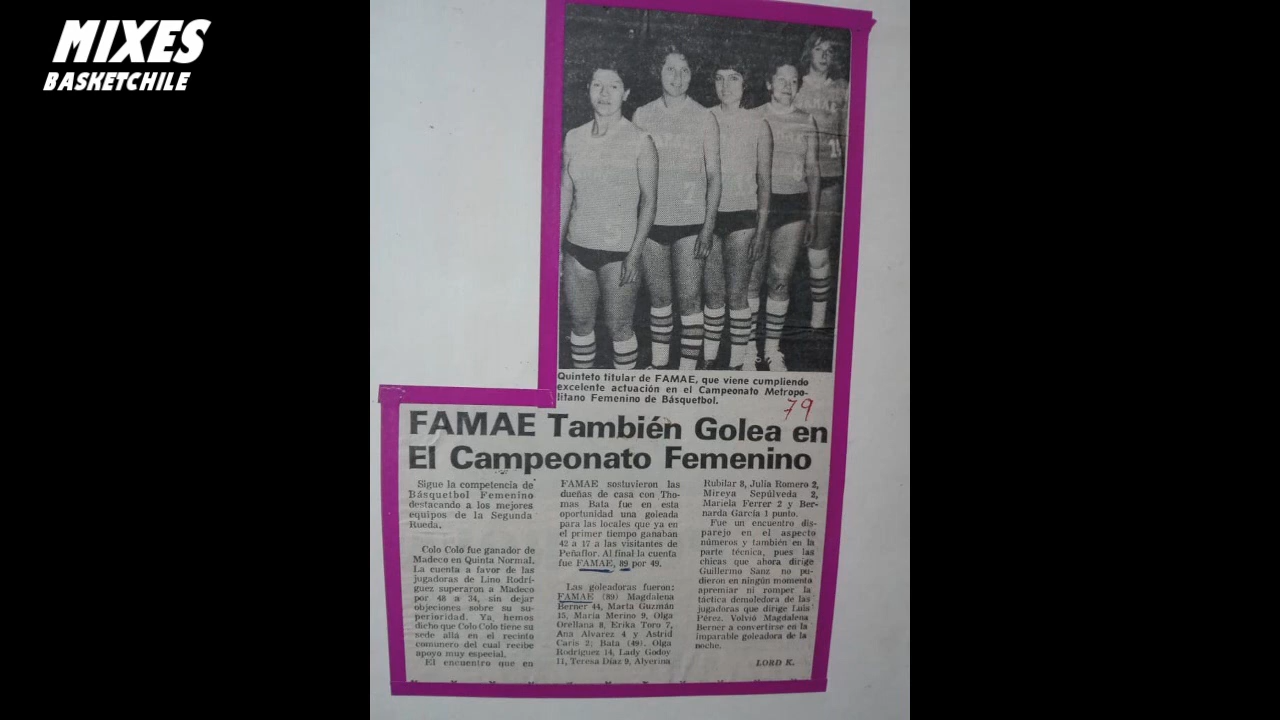 MIXES
BASKETCHILE
Quinteto titular de FAMAE, que viene cumpliendo
excelente actuación en el Campeonato Metropo-
litano Femenino de Básquetbol.
79
FAMAE También Golea en
El Campeonato Femenino
Sigue la competencia de
Básquetbol Femenino
destacando a los mejores
equipos de la Segunda
Rueda.
Colo Colo fue ganador de
Madeco en Quinta Normal.
La cuenta a favor de las
jugadoras de Lino Rodrí-
guez superaron a Madeco
por 48 a 34, sin dejar
objeciones sobre su su-
perioridad. Ya, hemos
dicho que Colo Colo tiene su
sede allá en el recinto
comunero del cual recibe
apoyo muy especial.
El encuentro que en
FAMAE sostuvieron las
dueñas de casa con Tho-
mas Bata fue en esta
oportunidad una goleada
para las locales que ya en
el primer tiempo ganaban
42 a 17 a las visitantes de
Peñaflor. Al final la cuenta
fue FAMAE, 89 por 49.
Las goleadoras fueron:
FAMAE (89) Magdalena
Berner 44, Marta Guzmán
15, María Merino 9, Olga
Orellana 8, Erika Toro 7,
Ana Alvarez 4 y Astrid
Caris 2; Bata (49). Olga
Rodríguez 14, Lady Godoy
11, Teresa Díaz 9, Alyerina
Rubilar 8, Julia Romero 2,
Mireya Sepúlveda 2,
Mariela Ferrer 2 y Ber-
narda García 1 punto.
Fue un encuentro dis-
parejo en el aspecto
números y también en la
parte técnica, pues las
chicas que ahora dirige
Guillermo Sanz no pu-
dieron en ningún momento
apremiar ni romper la
táctica demoledora de las
jugadoras que dirige Luis
Pérez. Volvió Magdalena
Berner a convertirse en la
imparable goleadora de la
noche.
LORD K.